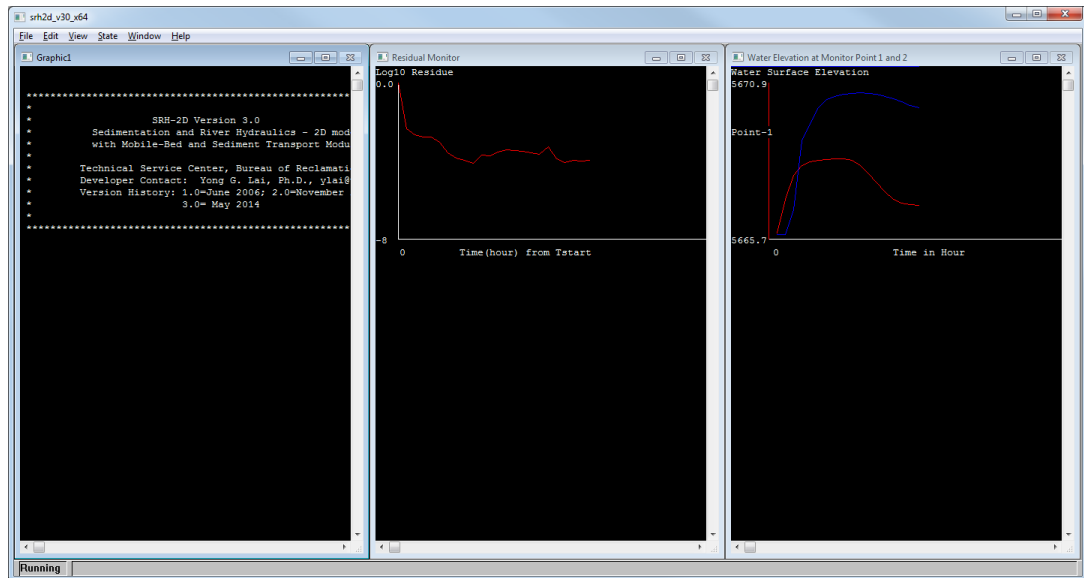 srh2d_v30_x64
File Edit View State Window Help
Graphic1
************************************************************
*
* SRH-2D Version 3.0
* Sedimentation and River Hydraulics - 2D mod
* with Mobile-Bed and Sediment Transport Modu
*
* Technical Service Center, Bureau of Reclamati
* Developer Contact: Yong G. Lai, Ph.D., ylai@
* Version History: 1.0=June 2006; 2.0=November
* 3.0= May 2014
*
************************************************************
Residual Monitor
Log10 Residue
0.0
-8
0 Time(hour) from Tstart
Water Elevation at Monitor Point 1 and 2
Water Surface Elevation
5670.9
Point-1
5665.7
0 Time in Hour
Running